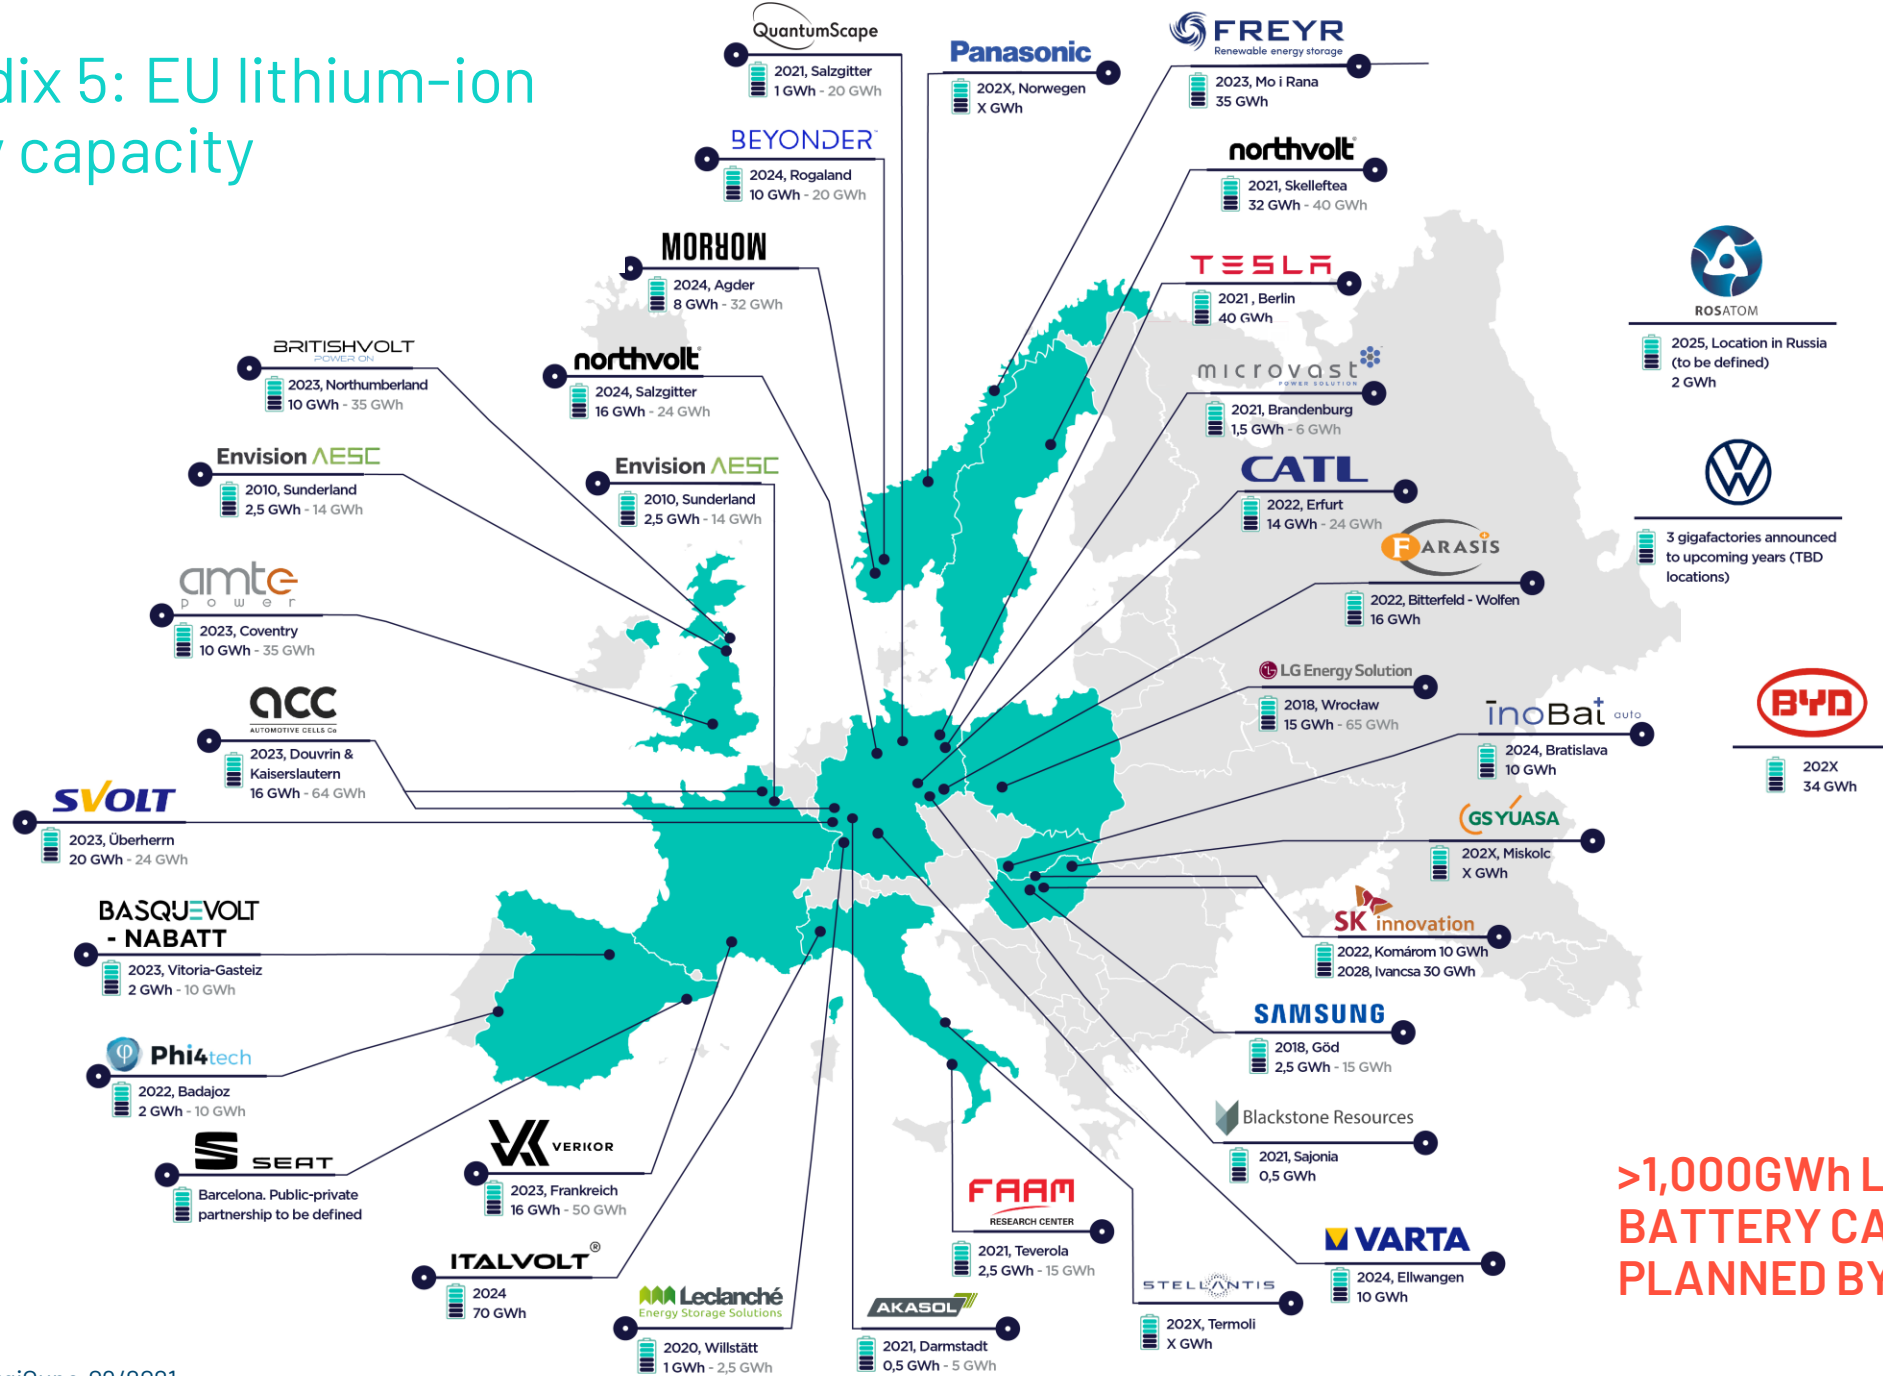 5: EU lithium-ion
capacity
QuantumScape
2021, Salzgitter
1 GWh - 20 GWh
Panasonic
202X, Norwegen
X GWh
FREYR
Renewable energy storage
2023, Mo i Rana
35 GWh
BEYONDER
2024, Rogaland
10 GWh - 20 GWh
northvolt
2021, Skelleftea
32 GWh - 40 GWh
MORROW
2024, Agder
8 GWh - 32 GWh
TESLA
2021 , Berlin
40 GWh
ROSATOM
2025, Location in Russia
(to be defined)
2 GWh
BRITISHVOLT
POWER ON
2023, Northumberland
10 GWh - 35 GWh
northvolt
2024, Salzgitter
16 GWh - 24 GWh
microvast
POWER SOLUTION
2021, Brandenburg
1,5 GWh - 6 GWh
Envision AESC
2010, Sunderland
2,5 GWh - 14 GWh
Envision AESC
2010, Sunderland
2,5 GWh - 14 GWh
CATL
2022, Erfurt
14 GWh - 24 GWh
VW
3 gigafactories announced
to upcoming years (TBD
locations)
FARASIS
2022, Bitterfeld - Wolfen
16 GWh
amte
power
2023, Coventry
10 GWh - 35 GWh
LG Energy Solution
2018, Wrocław
15 GWh - 65 GWh
acc
AUTOMOTIVE CELLS Co
2023, Douvrin &
Kaiserslautern
16 GWh - 64 GWh
inoBat auto
2024, Bratislava
10 GWh
BYD
202X
34 GWh
SVOLT
2023, Überherrn
20 GWh - 24 GWh
GS YUASA
202X, Miskolc
X GWh
BASQUEVOLT
- NABATT
2023, Vitoria-Gasteiz
2 GWh - 10 GWh
SK innovation
2022, Komárom 10 GWh
2028, Ivancsa 30 GWh
Phi4tech
2022, Badajoz
2 GWh - 10 GWh
SAMSUNG
2018, Göd
2,5 GWh - 15 GWh
SEAT
Barcelona. Public-private
partnership to be defined
VERKOR
2023, Frankreich
16 GWh - 50 GWh
Blackstone Resources
2021, Sajonia
0,5 GWh
FAAM
RESEARCH CENTER
2021, Teverola
2,5 GWh - 15 GWh
VARTA
2024, Ellwangen
10 GWh
ITALVOLT®
2024
70 GWh
Leclanché
Energy Storage Solutions
2020, Willstätt
1 GWh - 2,5 GWh
AKASOL
2021, Darmstadt
0,5 GWh - 5 GWh
STELLANTIS
202X, Termoli
X GWh
>1,000GWh L
BATTERY CA
PLANNED BY